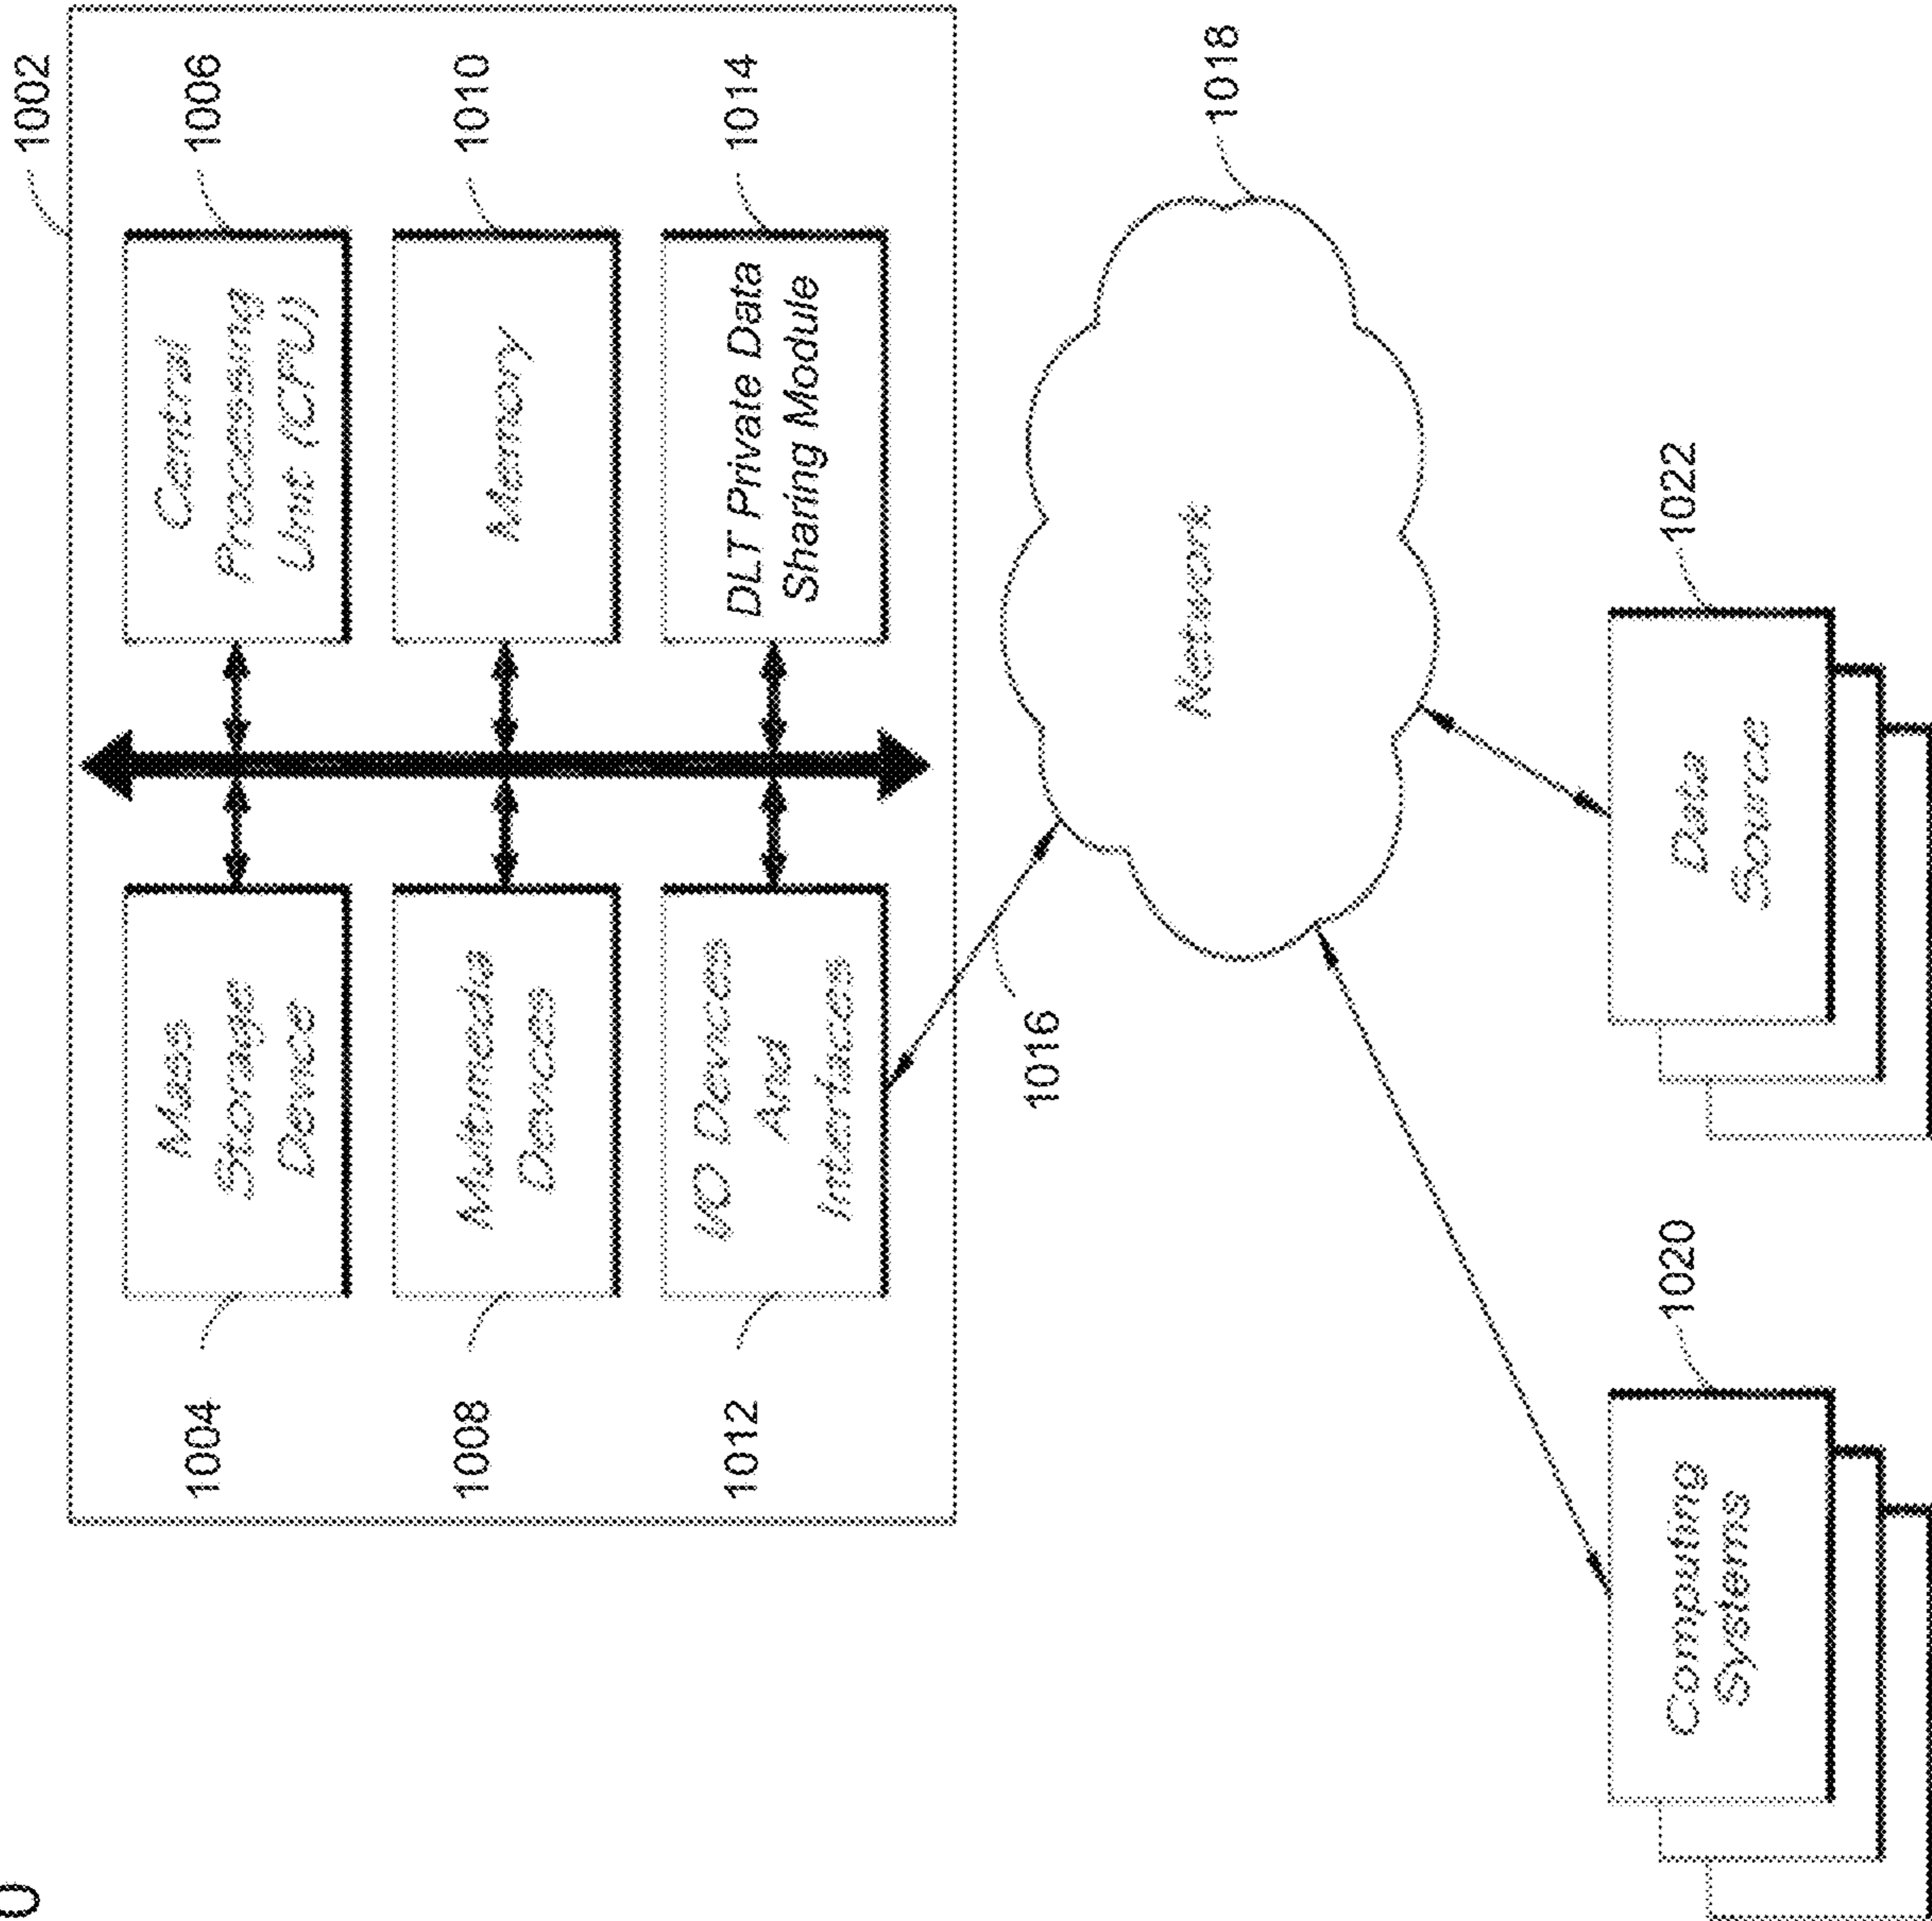 1002
1004
Mass
Storage
Device
Central
Processing
Unit (CPU)
1006
1008
Multimedia
Devices
Memory
1010
1012
I/O Devices
And
Interfaces
DLT Private Data
Sharing Module
1014
1016
Network
1018
Computing
Systems
1020
Data
Source
1022